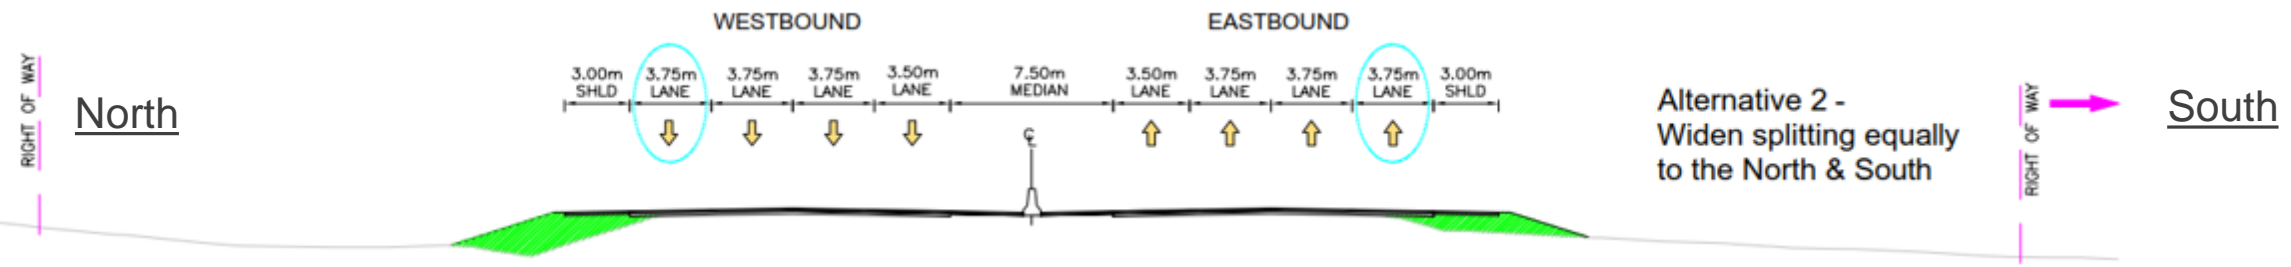 WESTBOUND
EASTBOUND
RIGHT OF WAY
North
3.00m
SHLD
3.75m
LANE
3.75m
LANE
3.75m
LANE
3.50m
LANE
7.50m
MEDIAN
3.50m
LANE
3.75m
LANE
3.75m
LANE
3.75m
LANE
3.00m
SHLD
℄
Alternative 2 -
Widen splitting equally
to the North & South
RIGHT OF WAY
South